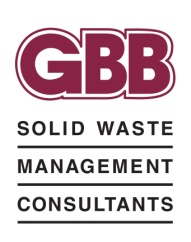 GBB
SOLID WASTE
MANAGEMENT
CONSULTANTS